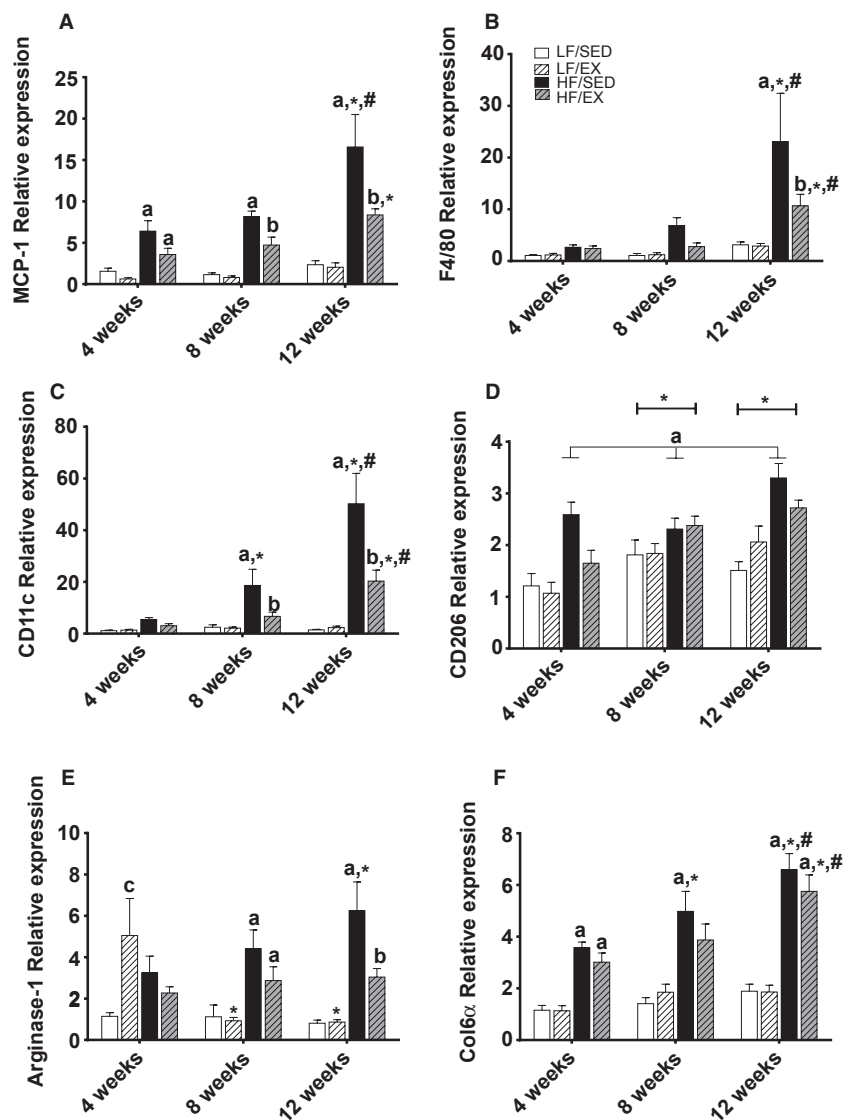 A
MCP-1 Relative expression
25
20
15
10
5
0
a
a
a
b
a,*,#
b,*
4 weeks
8 weeks
12 weeks
B
F4/80 Relative expression
40
30
20
10
0
LF/SED
LF/EX
HF/SED
HF/EX
a,*,#
b,*,#
4 weeks
8 weeks
12 weeks
C
CD11c Relative expression
80
60
40
20
0
a,*
b
a,*,#
b,*,#
4 weeks
8 weeks
12 weeks
D
CD206 Relative expression
4
3
2
1
0
*
*
a
4 weeks
8 weeks
12 weeks
E
Arginase-1 Relative expression
10
8
6
4
2
0
c
*
a
a
*
a,*
b
4 weeks
8 weeks
12 weeks
F
Col6α Relative expression
8
6
4
2
0
a
a
a,*
a,*,#
a,*,#
4 weeks
8 weeks
12 weeks